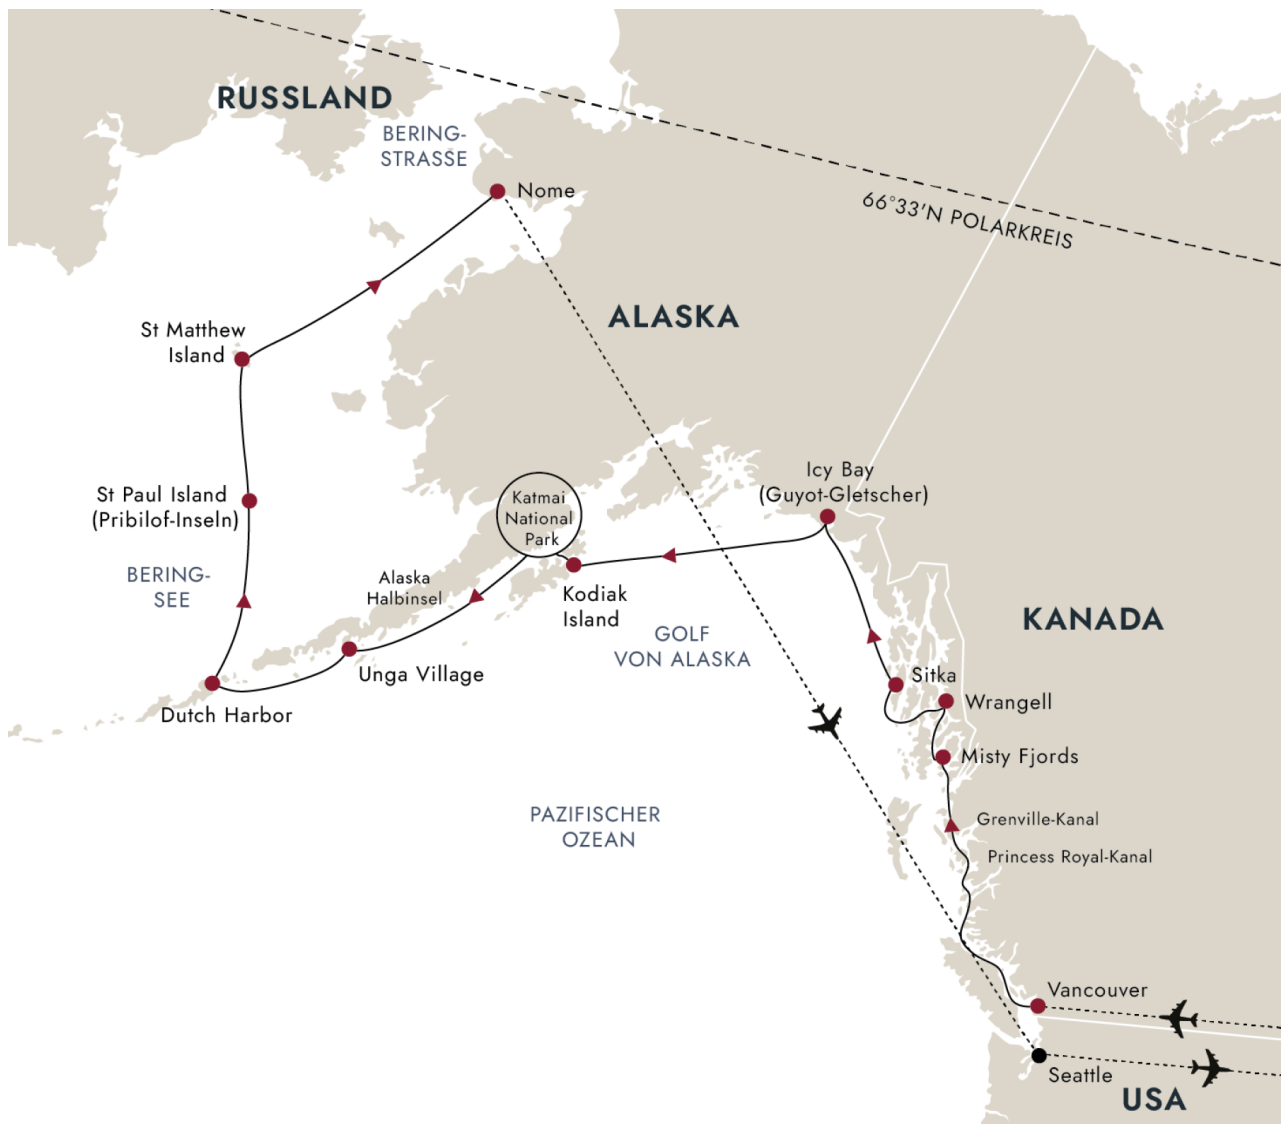 RUSSLAND
BERING-
STRASSE
Nome
66°33'N POLARKREIS
ALASKA
St Matthew
Island
Icy Bay
(Guyot-Gletscher)
St Paul Island
(Pribilof-Inseln)
Katmai
National
Park
BERING-
SEE
Alaska
Halbinsel
Kodiak
Island
KANADA
GOLF
VON ALASKA
Unga Village
Sitka
Wrangell
Dutch Harbor
Misty Fjords
PAZIFISCHER
OZEAN
Grenville-Kanal
Princess Royal-Kanal
Vancouver
Seattle
USA